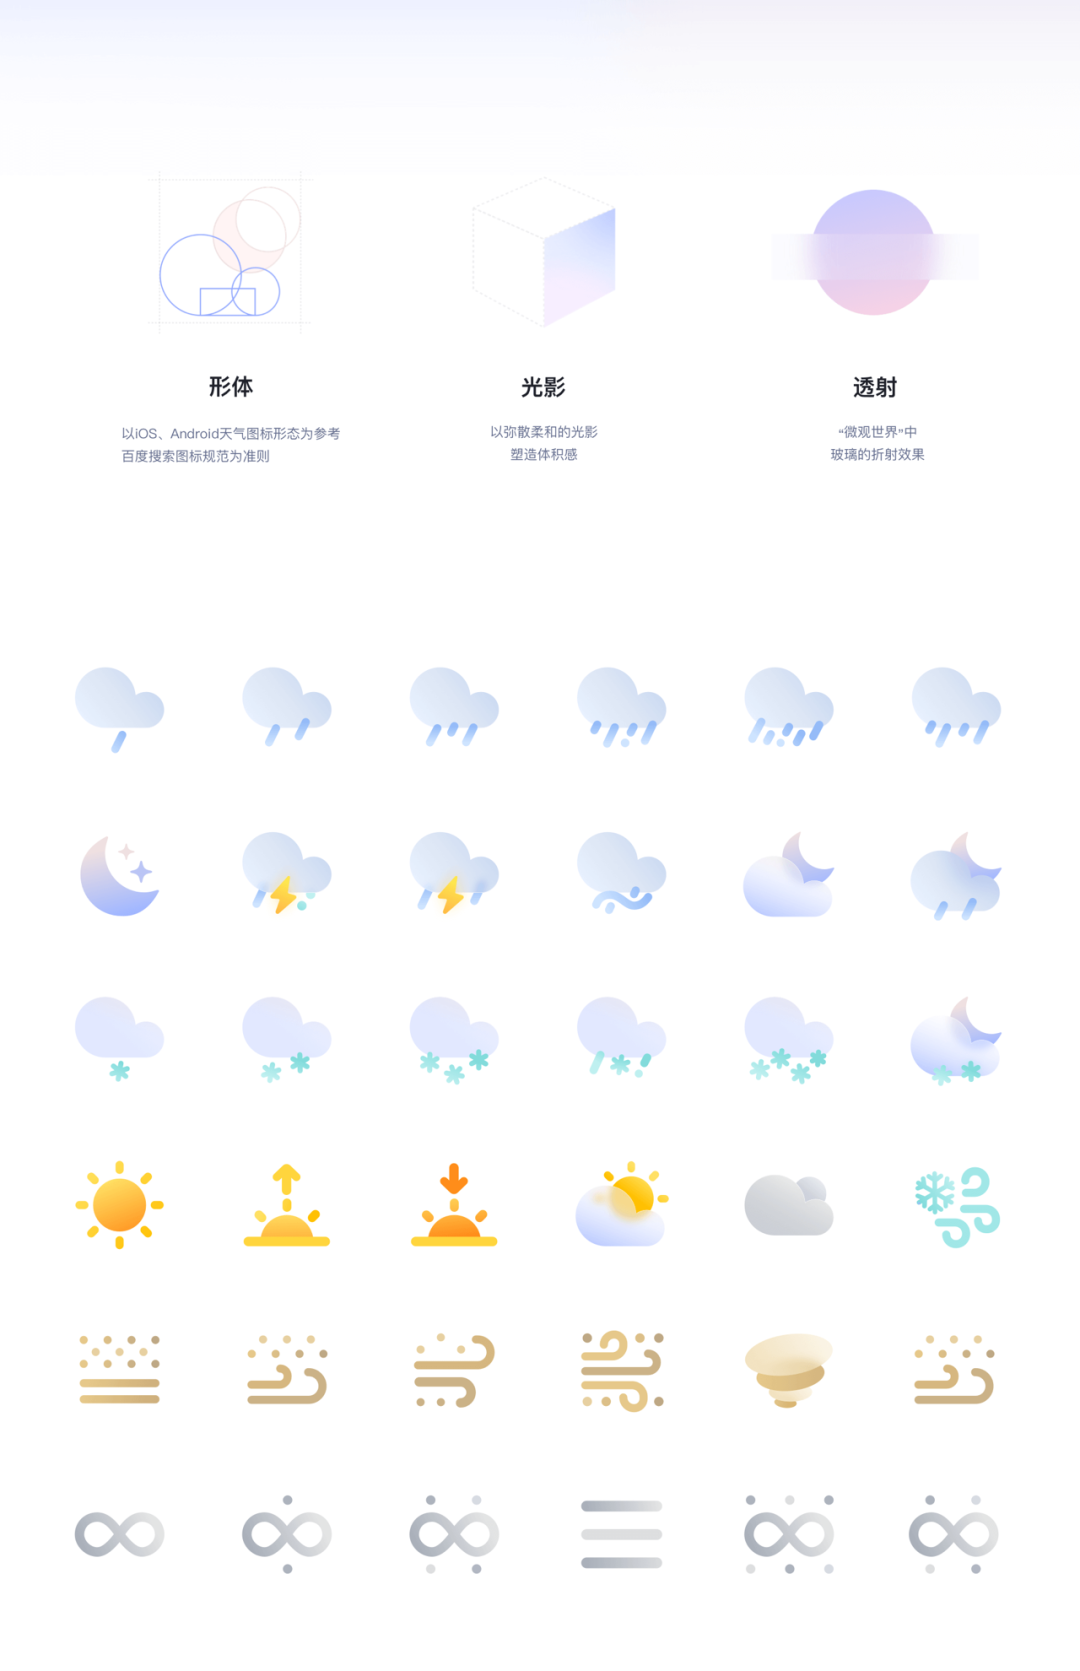 形体
以iOS、Android天气图标形态为参考
百度搜索图标规范为准则
光影
以弥散柔和的光影
塑造体积感
透射
“微观世界”中
玻璃的折射效果